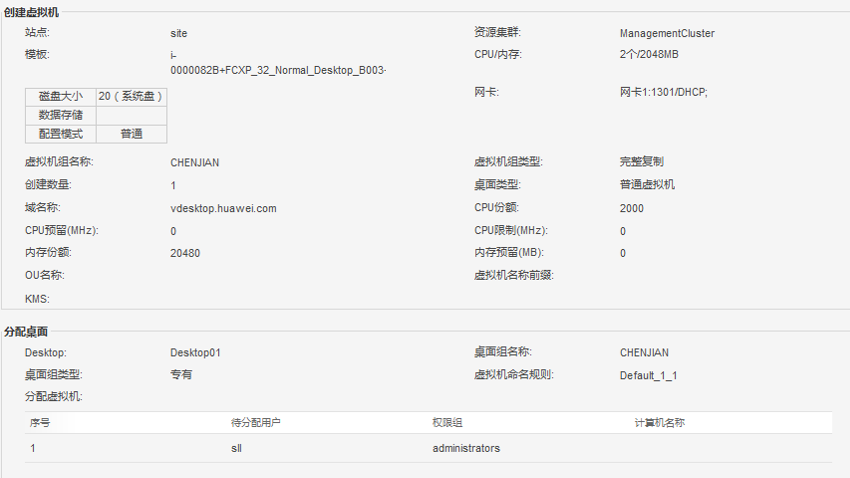 创建虚拟机
站点: site 资源集群: ManagementCluster
模板: i-0000082B+FCXP_32_Normal_Desktop_B003- CPU/内存: 2个/2048MB
磁盘大小 20（系统盘） 网卡: 网卡1:1301/DHCP;
数据存储
配置模式 普通
虚拟机组名称: CHENJIAN 虚拟机组类型: 完整复制
创建数量: 1 桌面类型: 普通虚拟机
域名称: vdesktop.huawei.com CPU份额: 2000
CPU预留(MHz): 0 CPU限制(MHz): 0
内存份额: 20480 内存预留(MB): 0
OU名称: 虚拟机名称前缀:
KMS:
分配桌面
Desktop: Desktop01 桌面组名称: CHENJIAN
桌面组类型: 专有 虚拟机命名规则: Default_1_1
分配虚拟机:
序号 待分配用户 权限组 计算机名称
1 sll administrators